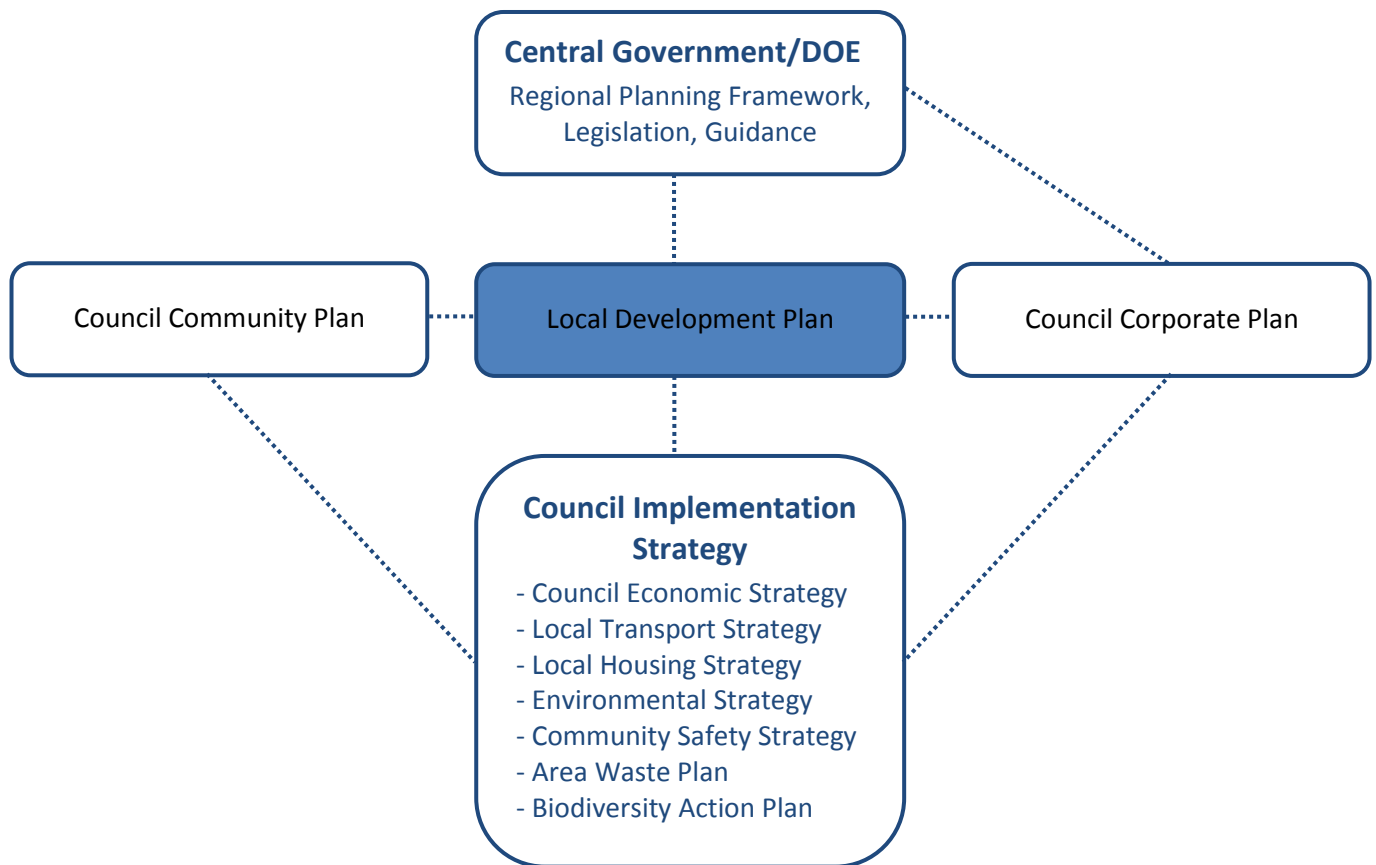 Central Government/DOE
Regional Planning Framework,
Legislation, Guidance
Council Community Plan
Local Development Plan
Council Corporate Plan
Council Implementation
Strategy
- Council Economic Strategy
- Local Transport Strategy
- Local Housing Strategy
- Environmental Strategy
- Community Safety Strategy
- Area Waste Plan
- Biodiversity Action Plan